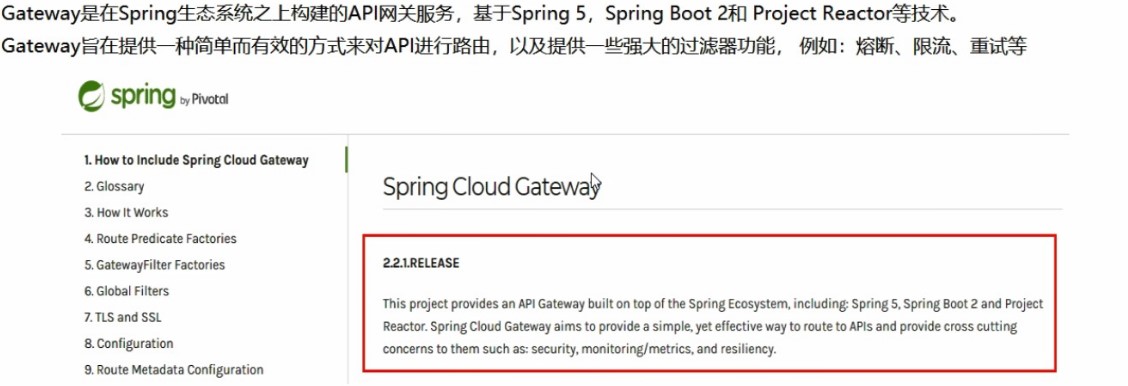 Gateway是在Spring生态系统之上构建的API网关服务，基于Spring 5，Spring Boot 2和 Project Reactor等技术。
Gateway旨在提供一种简单而有效的方式来对API进行路由，以及提供一些强大的过滤器功能， 例如：熔断、限流、重试等
spring by Pivotal
1. How to Include Spring Cloud Gateway
2. Glossary
3. How It Works
4. Route Predicate Factories
5. GatewayFilter Factories
6. Global Filters
7. TLS and SSL
8. Configuration
9. Route Metadata Configuration
Spring Cloud Gateway
2.2.1.RELEASE
This project provides an API Gateway built on top of the Spring Ecosystem, including: Spring 5, Spring Boot 2 and Project
Reactor. Spring Cloud Gateway aims to provide a simple, yet effective way to route to APIs and provide cross cutting
concerns to them such as: security, monitoring/metrics, and resiliency.